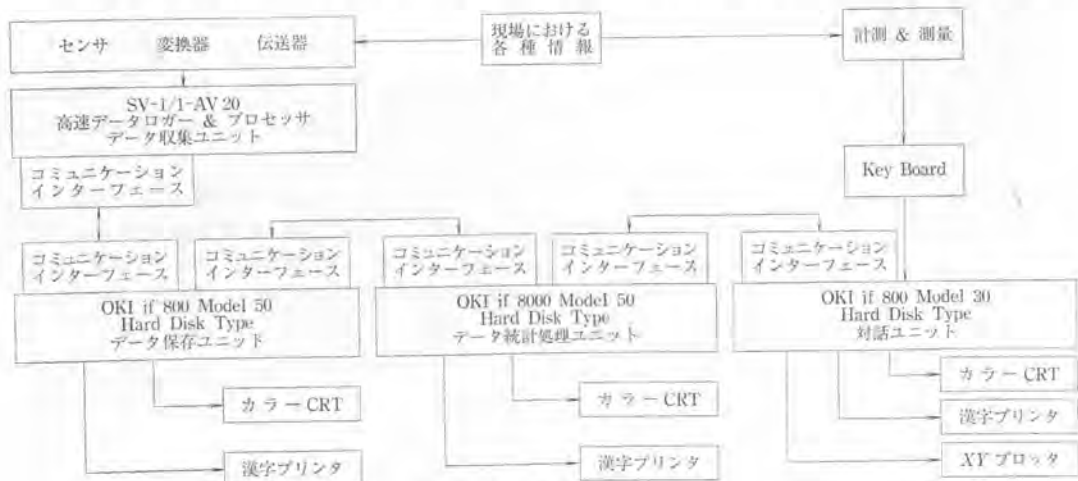 センサ 変換器 伝送器
現場における
各種情報
計測 & 測量
SV-1/1-AV 20
高速データロガー & プロセッサ
データ収集ユニット
コミュニケーション
インターフェース
Key Board
コミュニケーション
インターフェース
コミュニケーション
インターフェース
コミュニケーション
インターフェース
コミュニケーション
インターフェース
コミュニケーション
インターフェース
OKI if 800 Model 50
Hard Disk Type
データ保存ユニット
OKI if 8000 Model 50
Hard Disk Type
データ統計処理ユニット
OKI if 800 Model 30
Hard Disk Type
対話ユニット
カラーCRT
漢字プリンタ
カラーCRT
漢字プリンタ
カラーCRT
漢字プリンタ
XYプロッタ